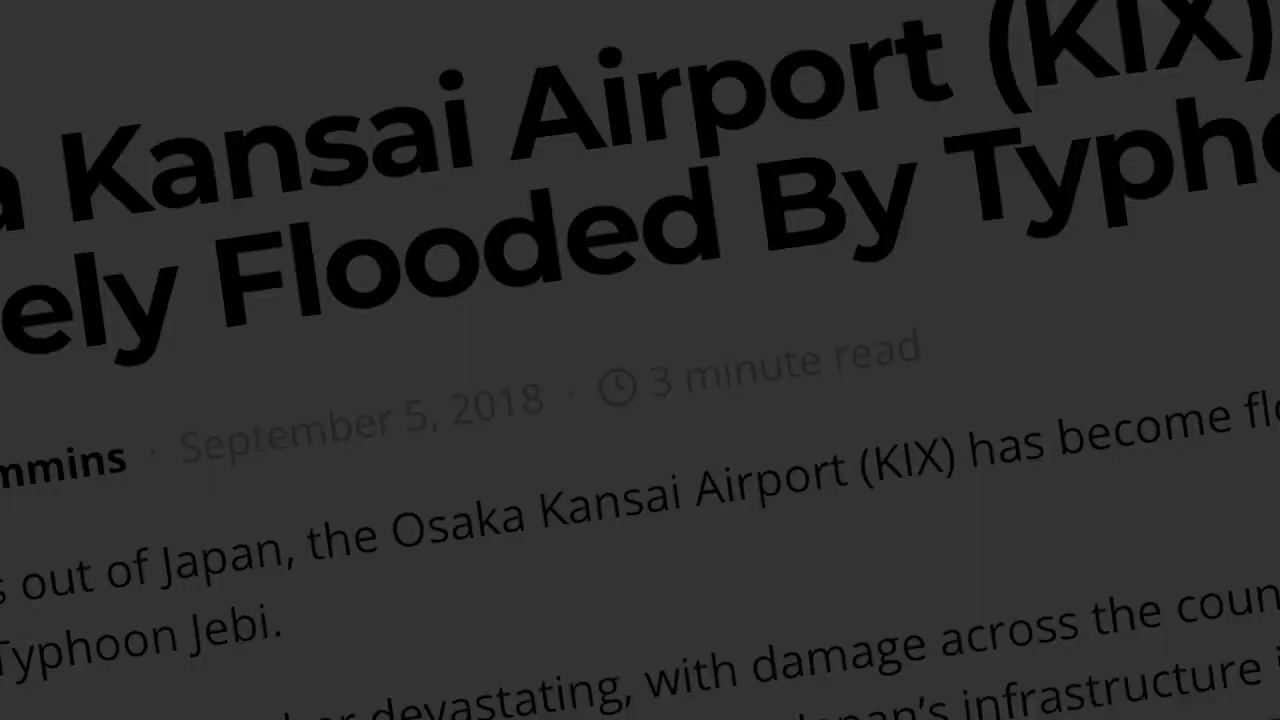 Kansai Airport (KIX)
ely Flooded By Typho
mmins · September 5, 2018 · 3 minute read
s out of Japan, the Osaka Kansai Airport (KIX) has become flo
Typhoon Jebi.
devastating, with damage across the coun
Japan’s infrastructure i